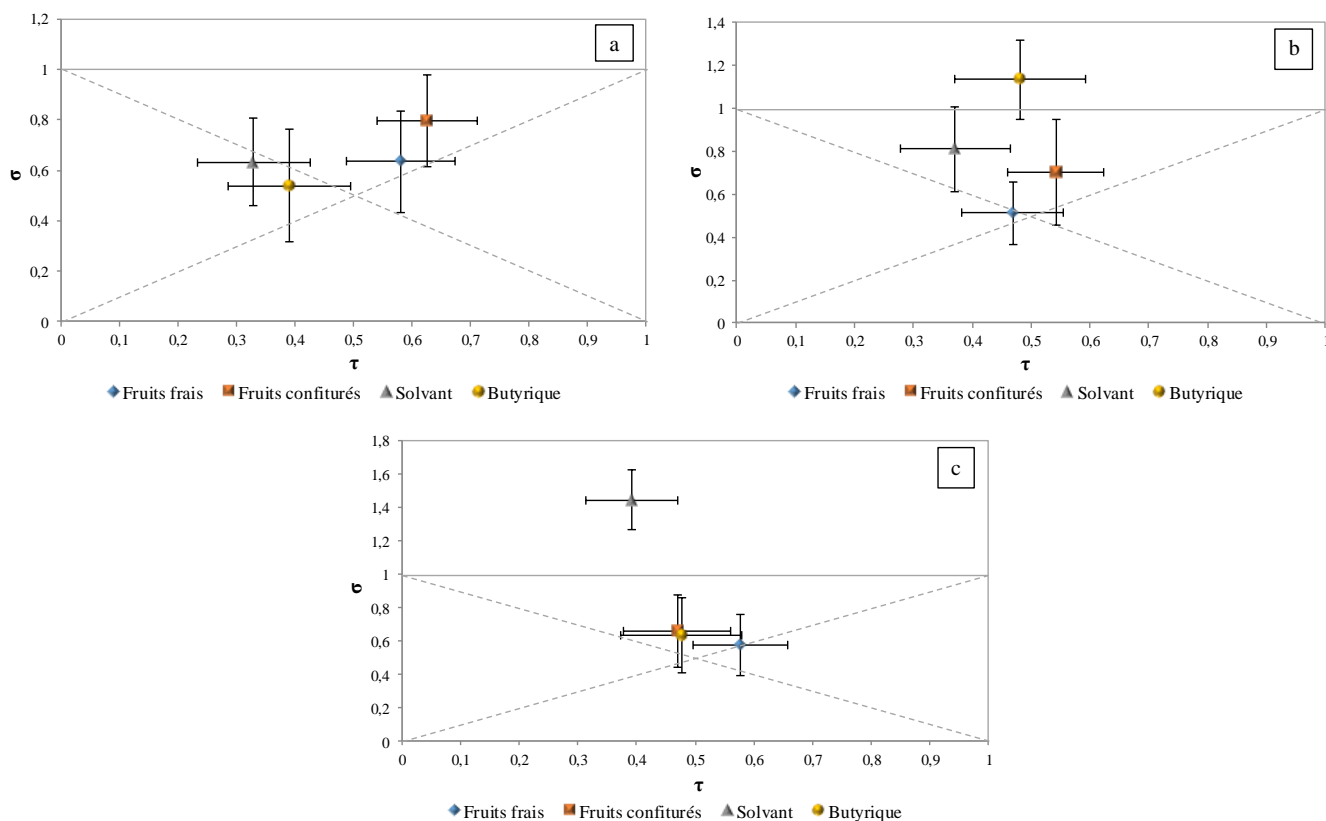 1,2
1
0,8
0,6
0,4
0,2
0
σ
a
0 0,1 0,2 0,3 0,4 0,5 0,6 0,7 0,8 0,9 1
τ
Fruits frais Fruits confiturés Solvant Butyrique
1,4
1,2
1
0,8
0,6
0,4
0,2
0
σ
b
0 0,1 0,2 0,3 0,4 0,5 0,6 0,7 0,8 0,9 1
τ
Fruits frais Fruits confiturés Solvant Butyrique
1,8
1,6
1,4
1,2
1
0,8
0,6
0,4
0,2
0
σ
c
0 0,1 0,2 0,3 0,4 0,5 0,6 0,7 0,8 0,9 1
τ
Fruits frais Fruits confiturés Solvant Butyrique